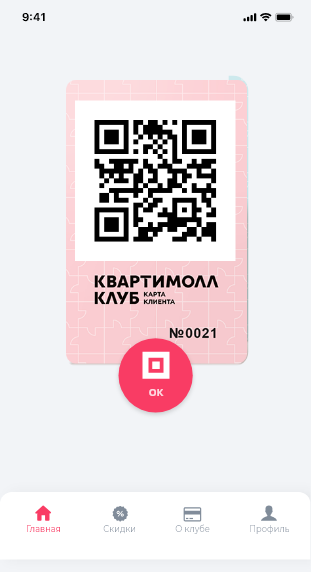 9:41
КВАРТИМОЛЛ
КЛУБ КАРТА
КЛИЕНТА
№0021
ОК
%
Главная
Скидки
О клубе
Профиль